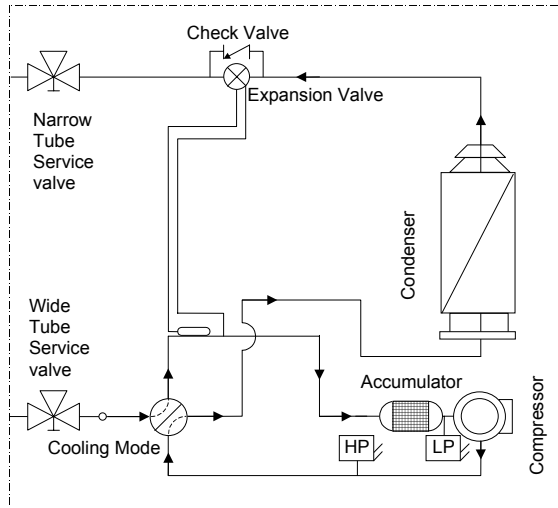 Check Valve
Expansion Valve
Narrow
Tube
Service
valve
Condenser
Wide
Tube
Service
valve
Accumulator
Compressor
Cooling Mode
HP
LP